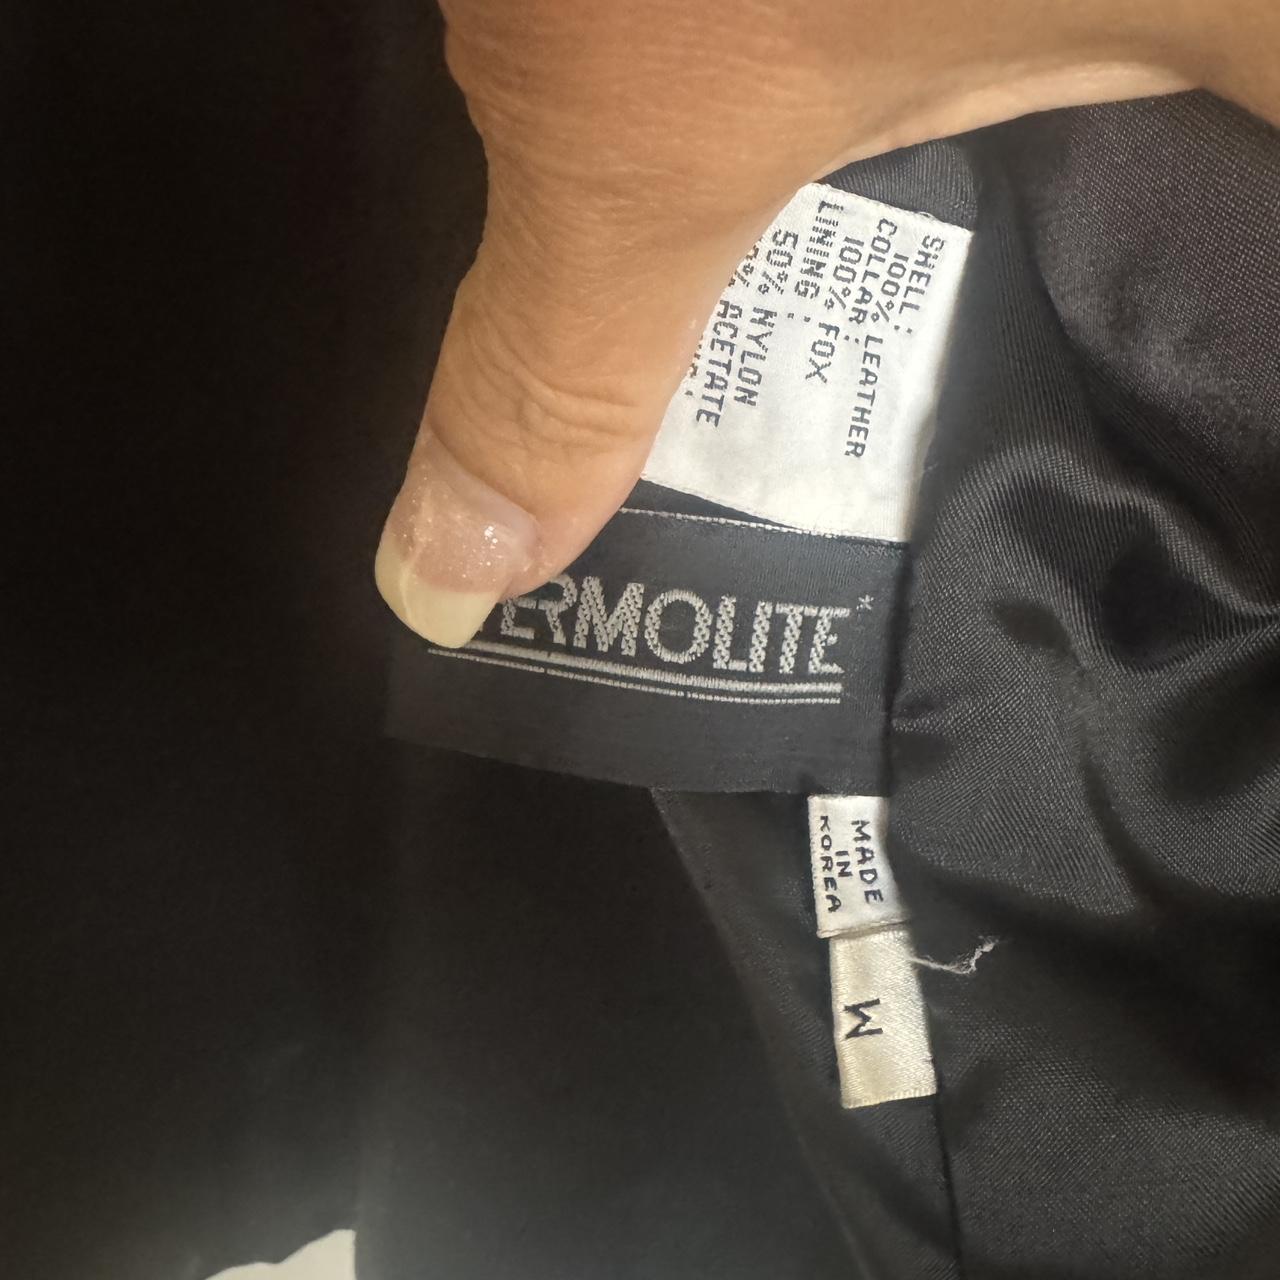 SHELL:
100% LEATHER
COLLAR:
100% FOX
LINING:
50% NYLON
% ACETATE
ERMOLITE*
MADE
IN
KOREA
M